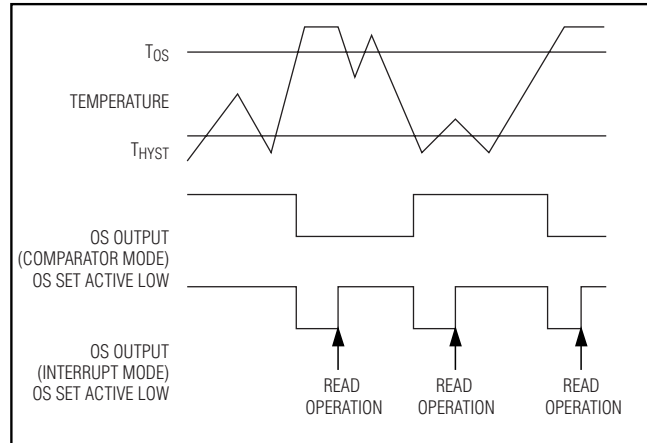 TOS
TEMPERATURE
THYST
OS OUTPUT
(COMPARATOR MODE)
OS SET ACTIVE LOW
OS OUTPUT
(INTERRUPT MODE)
OS SET ACTIVE LOW
READ
OPERATION
READ
OPERATION
READ
OPERATION